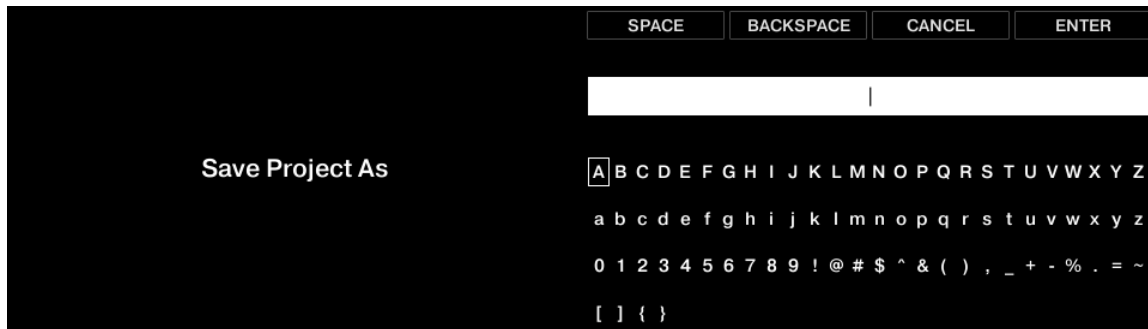 SPACE BACKSPACE CANCEL ENTER
Save Project As
A B C D E F G H I J K L M N O P Q R S T U V W X Y Z
a b c d e f g h i j k l m n o p q r s t u v w x y z
0 1 2 3 4 5 6 7 8 9 ! @ # $ ^ & ( ) , _ + - % . = ~
[ ] { }